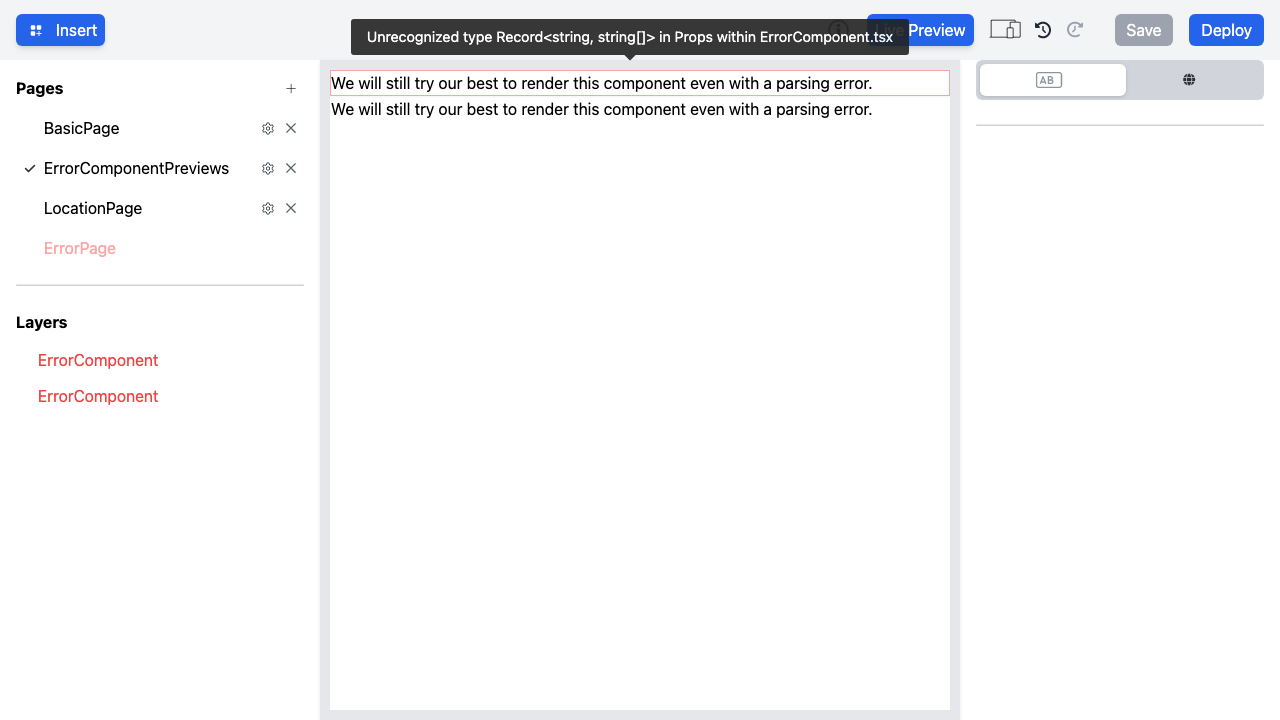 Insert
Unrecognized type Record<string, string[]> in Props within ErrorComponent.tsx
Live Preview
Save
Deploy
Pages
BasicPage
ErrorComponentPreviews
LocationPage
ErrorPage
Layers
ErrorComponent
ErrorComponent
We will still try our best to render this component even with a parsing error.
We will still try our best to render this component even with a parsing error.
AB